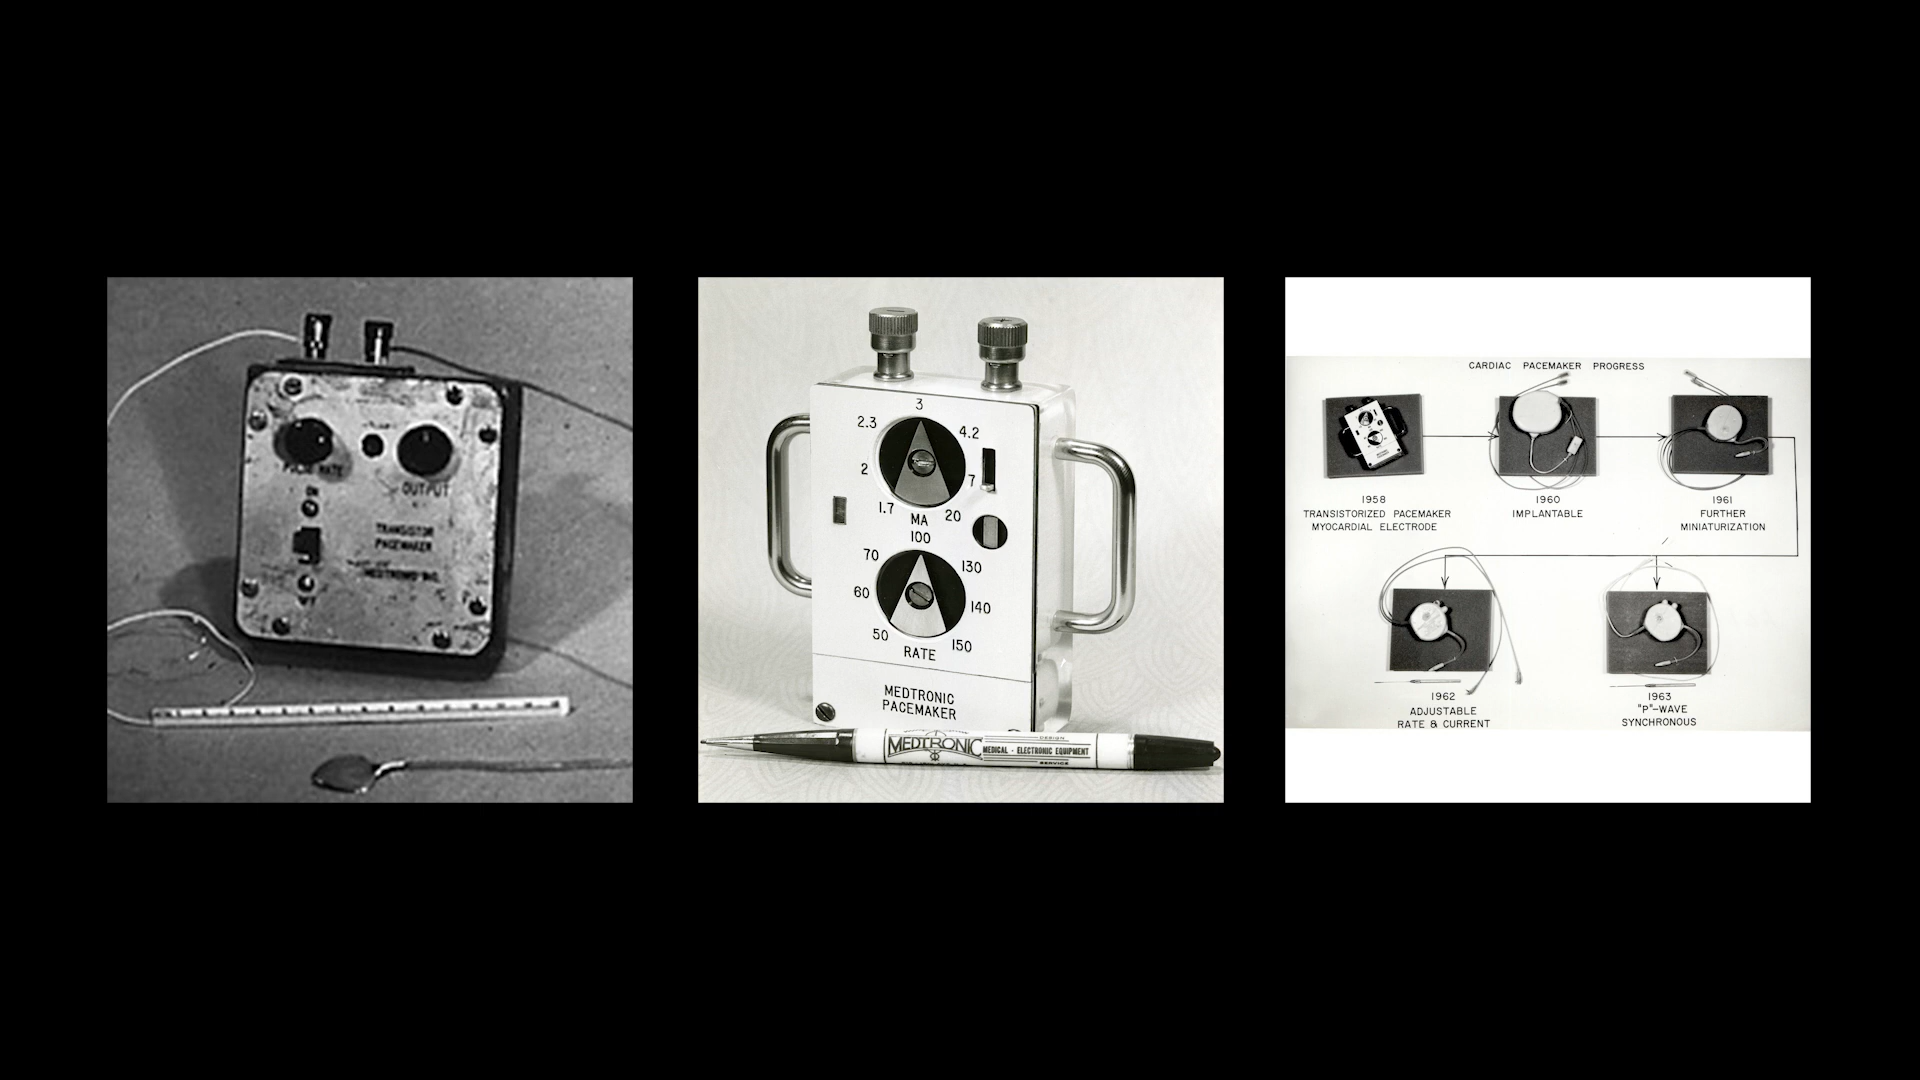 PULSE RATE
OUTPUT
ON
TRANSISTOR
PACEMAKER
MEDTRONIC INC.
OFF
3
2.3
4.2
2
7
1.7
20
MA
100
70
130
60
140
50
150
RATE
MEDTRONIC
PACEMAKER
MEDTRONIC
DESIGN
MEDICAL - ELECTRONIC EQUIPMENT
SERVICE
CARDIAC PACEMAKER PROGRESS
1958
TRANSISTORIZED PACEMAKER
MYOCARDIAL ELECTRODE
1960
IMPLANTABLE
1961
FURTHER
MINIATURIZATION
1962
ADJUSTABLE
RATE & CURRENT
1963
"P"-WAVE
SYNCHRONOUS